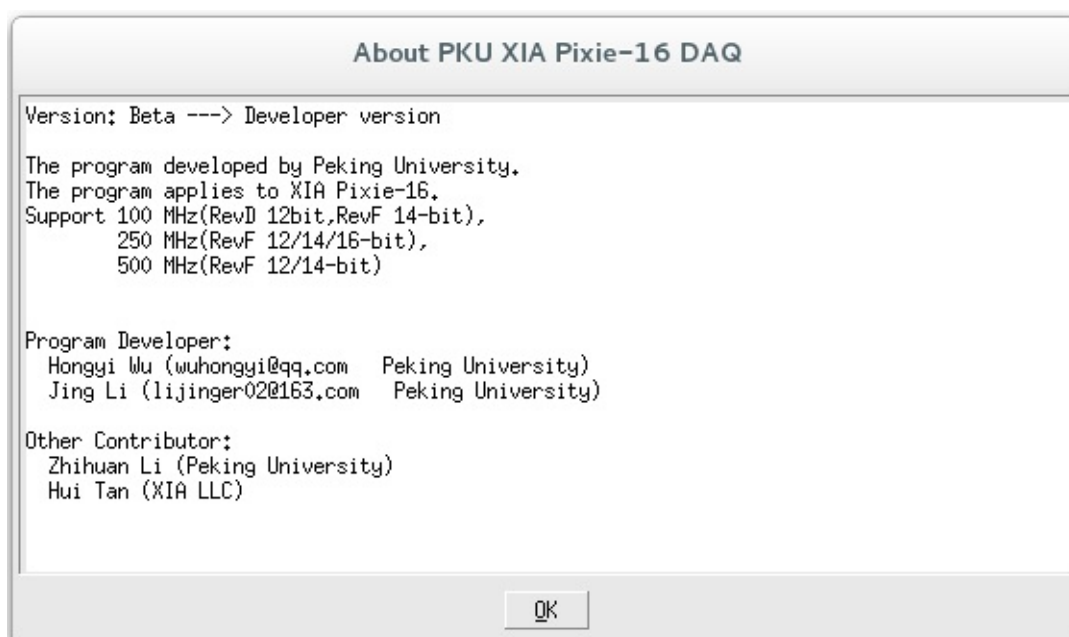 About PKU XIA Pixie-16 DAQ
Version: Beta ---> Developer version
The program developed by Peking University.
The program applies to XIA Pixie-16.
Support 100 MHz(RevD 12bit,RevF 14-bit),
250 MHz(RevF 12/14/16-bit),
500 MHz(RevF 12/14-bit)
Program Developer:
Hongyi Wu (wuhongyi@qq.com   Peking University)
Jing Li (lijinger02@163.com   Peking University)
Other Contributor:
Zhihuan Li (Peking University)
Hui Tan (XIA LLC)
OK